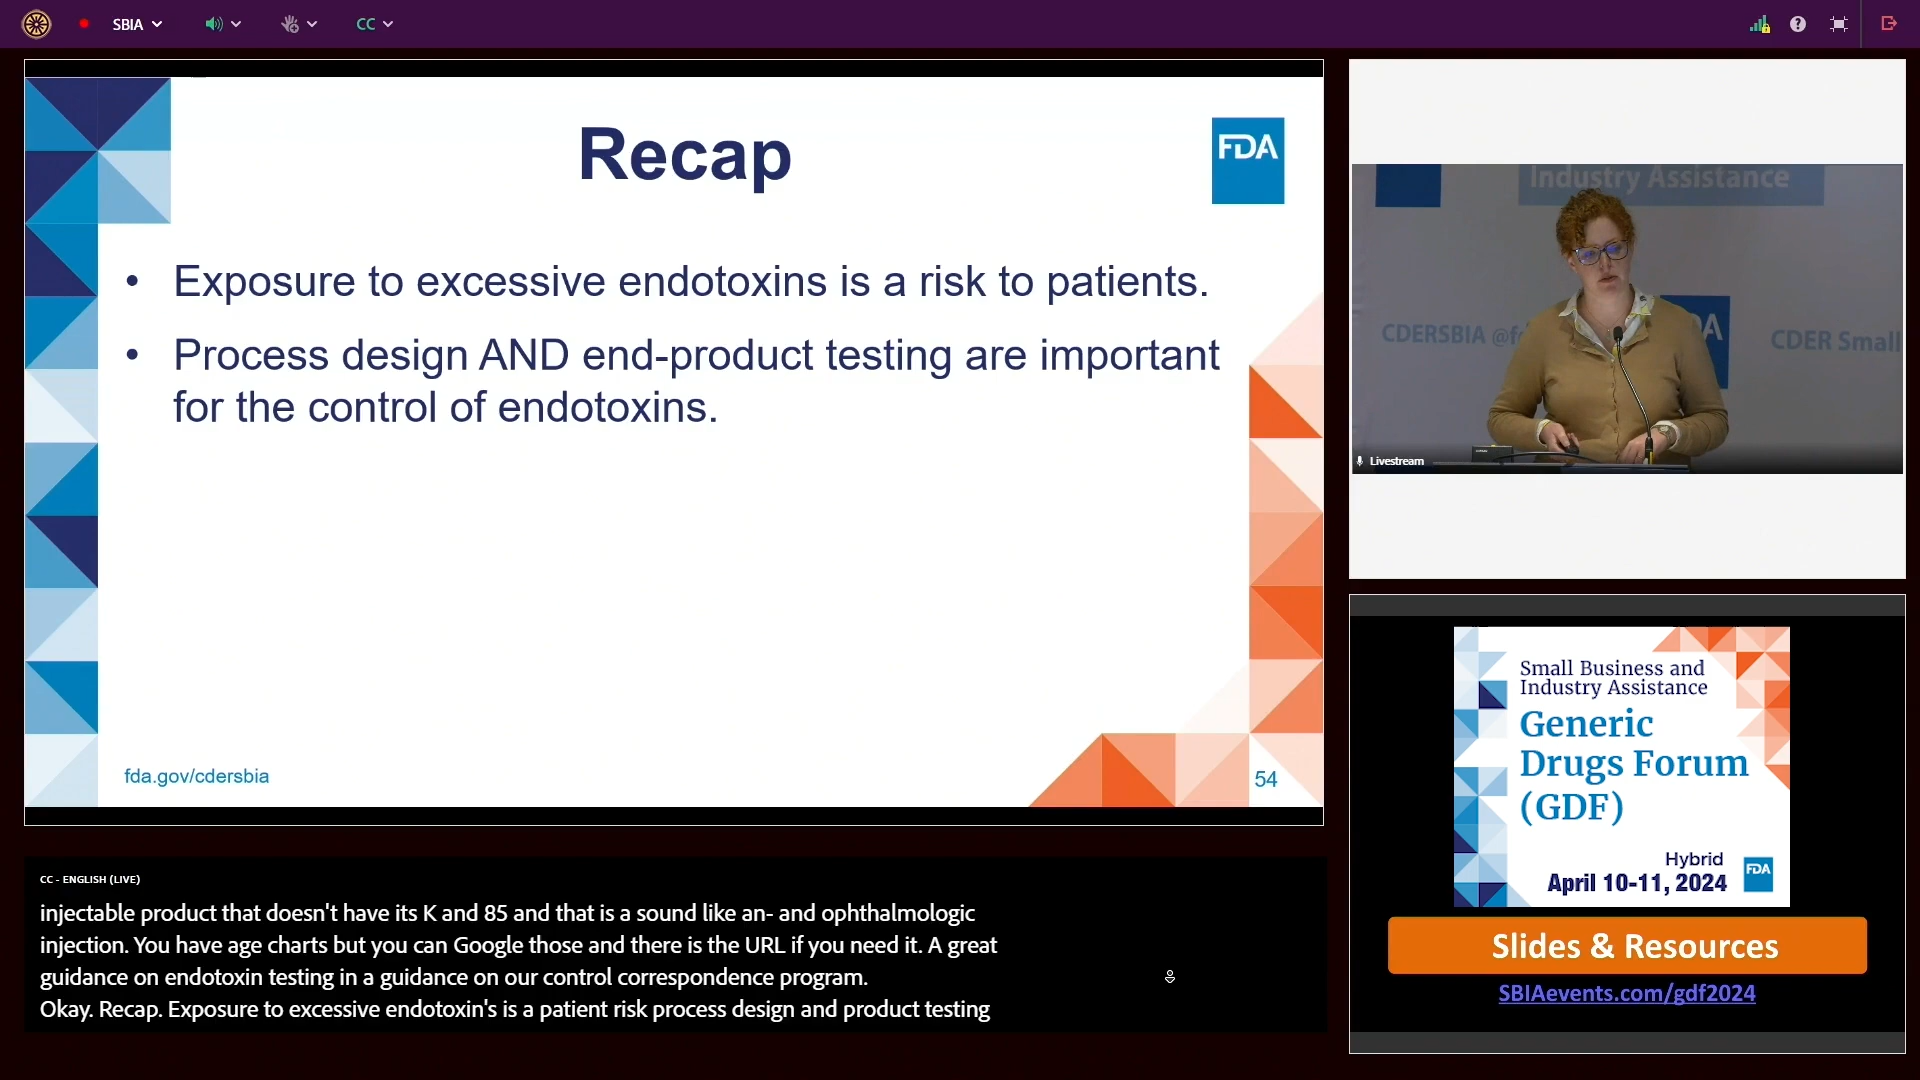 SBIA
CC
Recap
FDA
• Exposure to excessive endotoxins is a risk to patients.
• Process design AND end-product testing are important
for the control of endotoxins.
fda.gov/cdersbia
54
Industry Assistance
CDERSBIA @f
DA
CDER Small
Livestream
Small Business and
Industry Assistance
Generic
Drugs Forum
(GDF)
Hybrid
April 10-11, 2024
FDA
Slides & Resources
SBIAevents.com/gdf2024
CC - ENGLISH (LIVE)
injectable product that doesn't have its K and 85 and that is a sound like an- and ophthalmologic
injection. You have age charts but you can Google those and there is the URL if you need it. A great
guidance on endotoxin testing in a guidance on our control correspondence program.
Okay. Recap. Exposure to excessive endotoxin's is a patient risk process design and product testing